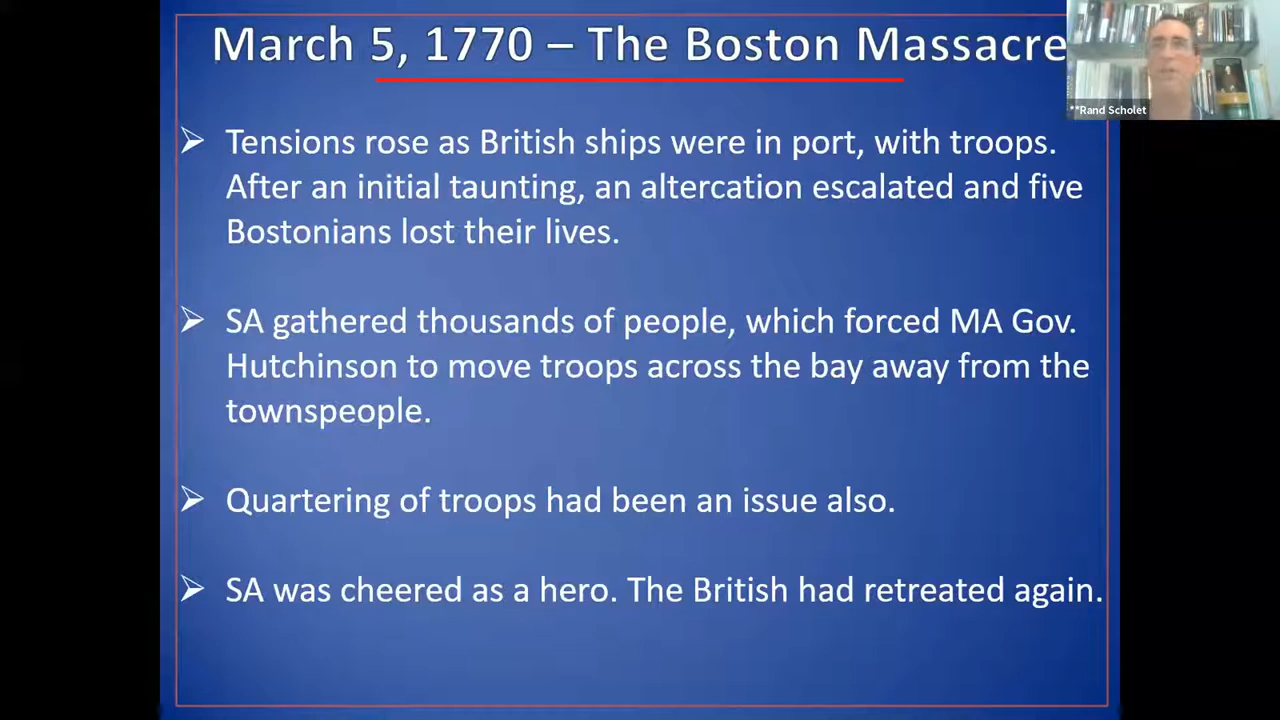 March 5, 1770 – The Boston Massacre
**Rand Scholet
Tensions rose as British ships were in port, with troops.
After an initial taunting, an altercation escalated and five
Bostonians lost their lives.
SA gathered thousands of people, which forced MA Gov.
Hutchinson to move troops across the bay away from the
townspeople.
Quartering of troops had been an issue also.
SA was cheered as a hero. The British had retreated again.